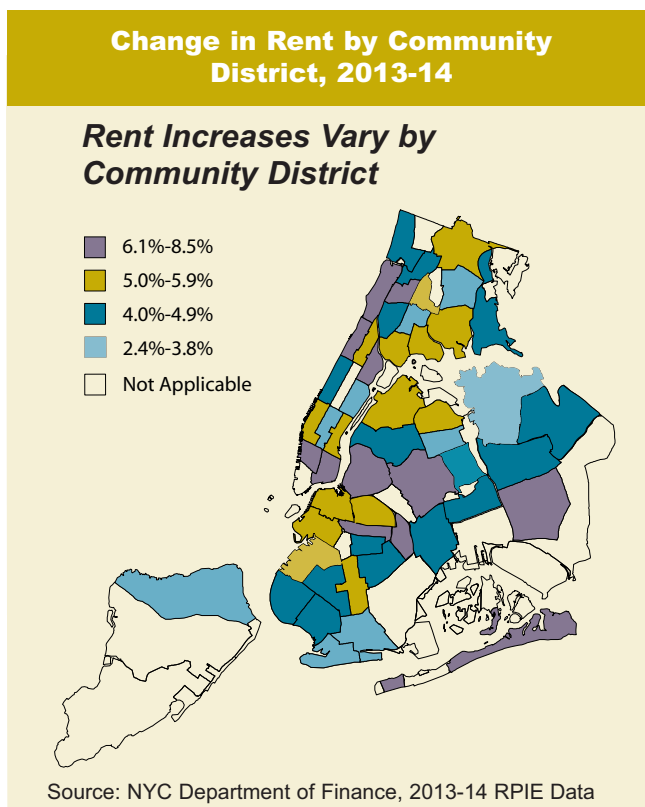 Change in Rent by Community
District, 2013-14
Rent Increases Vary by
Community District
6.1%-8.5%
5.0%-5.9%
4.0%-4.9%
2.4%-3.8%
Not Applicable
Source: NYC Department of Finance, 2013-14 RPIE Data